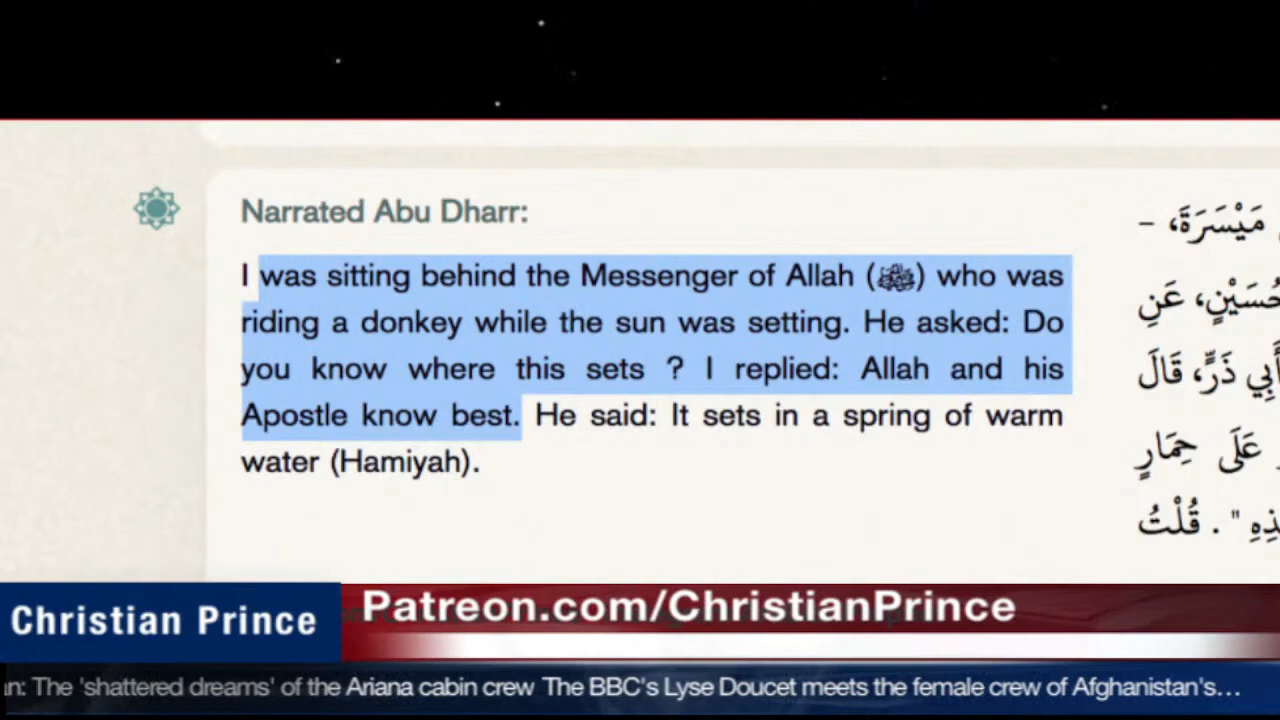 Narrated Abu Dharr:
I was sitting behind the Messenger of Allah (ﷺ) who was
riding a donkey while the sun was setting. He asked: Do
you know where this sets ? I replied: Allah and his
Apostle know best. He said: It sets in a spring of warm
water (Hamiyah).
مَيْسَرَةَ، -
حُسَيْنٍ، عَنِ
أَبِي ذَرٍّ، قَالَ
عَلَى حِمَارٍ
" . قُلْتُ
Christian Prince
Patreon.com/ChristianPrince
The 'shattered dreams' of the Ariana cabin crew The BBC's Lyse Doucet meets the female crew of Afghanistan's…